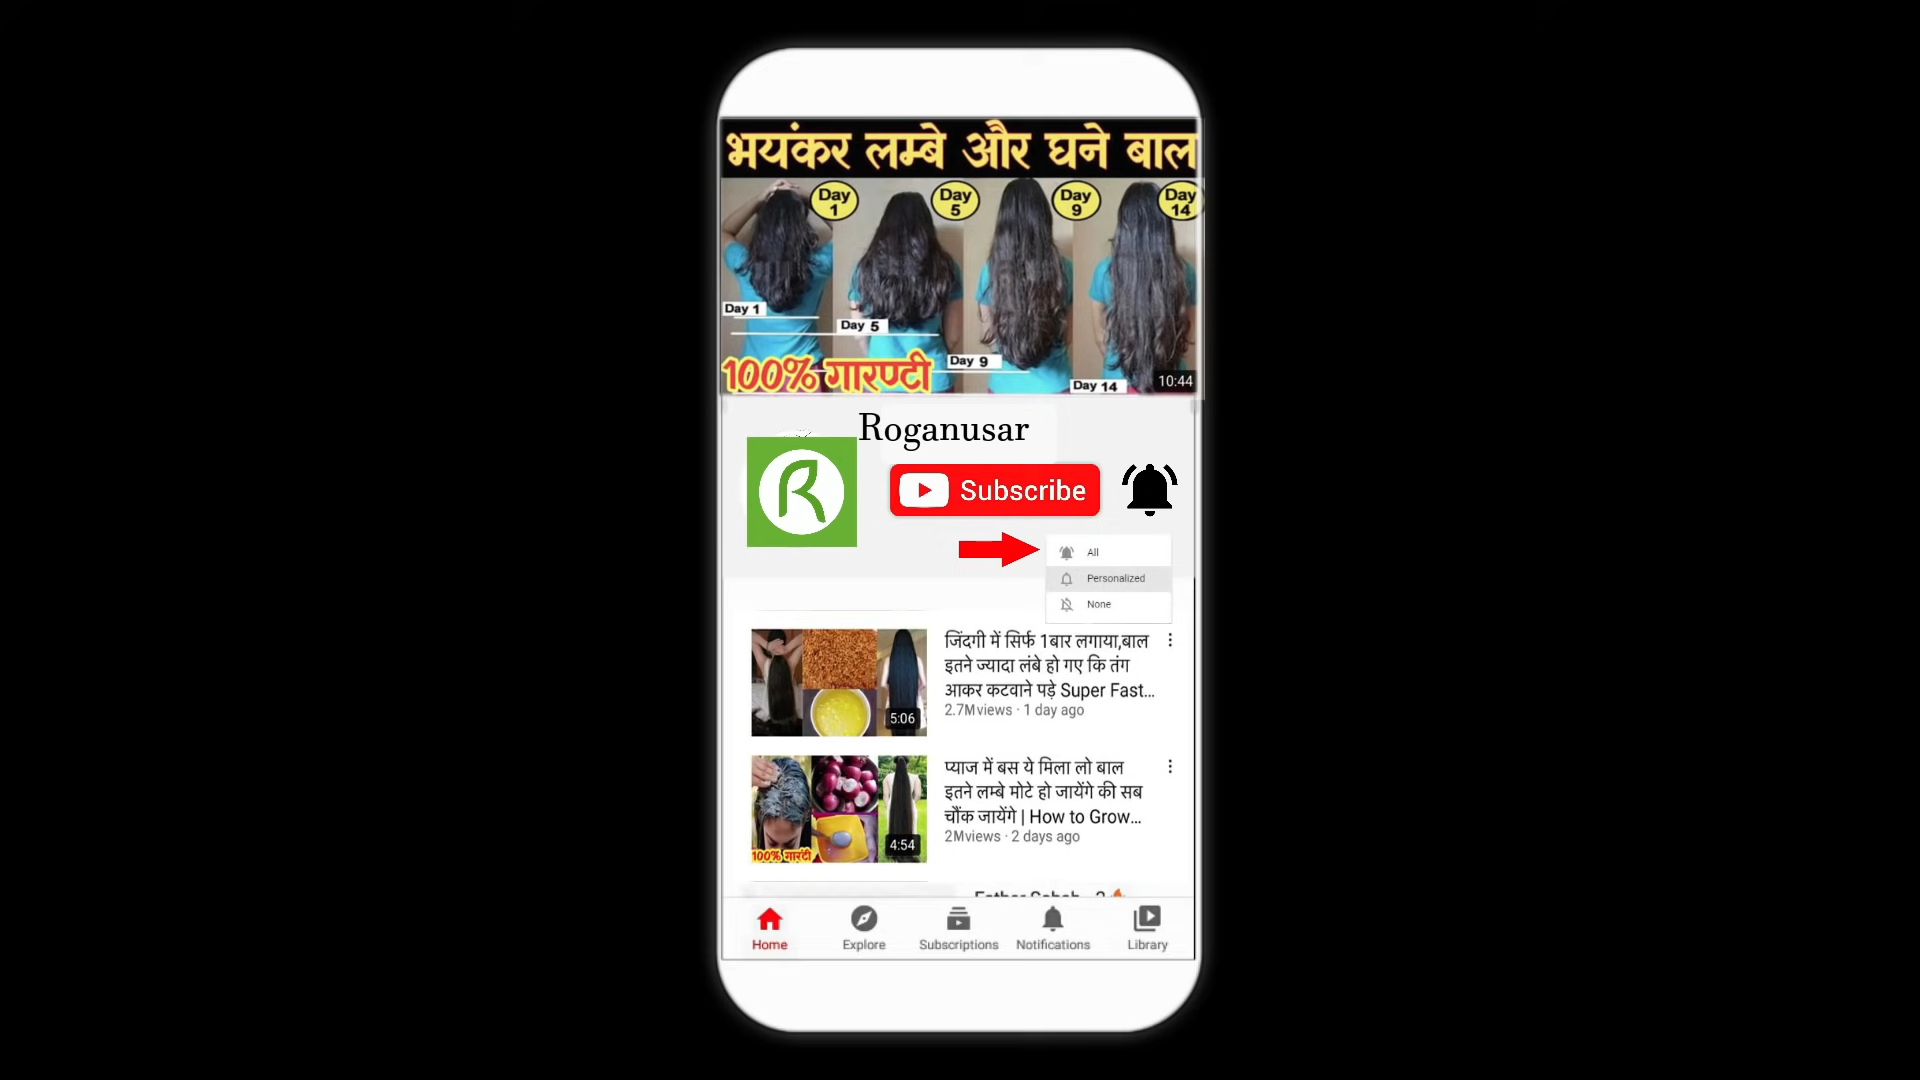 भयंकर लम्बे और घने बाल
Day 1
Day 5
Day 9
Day 14
Day 1
Day 5
Day 9
Day 14
100% गारण्टी
10:44
Roganusar
Subscribe
All
Personalized
None
जिंदगी में सिर्फ 1बार लगाया,बाल
इतने ज्यादा लंबे हो गए कि तंग
आकर कटवाने पड़े Super Fast...
2.7Mviews · 1 day ago
5:06
प्याज में बस ये मिला लो बाल
इतने लम्बे मोटे हो जायेंगे की सब
चौंक जायेंगे | How to Grow...
2Mviews · 2 days ago
4:54
100% गारंटी
Home
Explore
Subscriptions
Notifications
Library